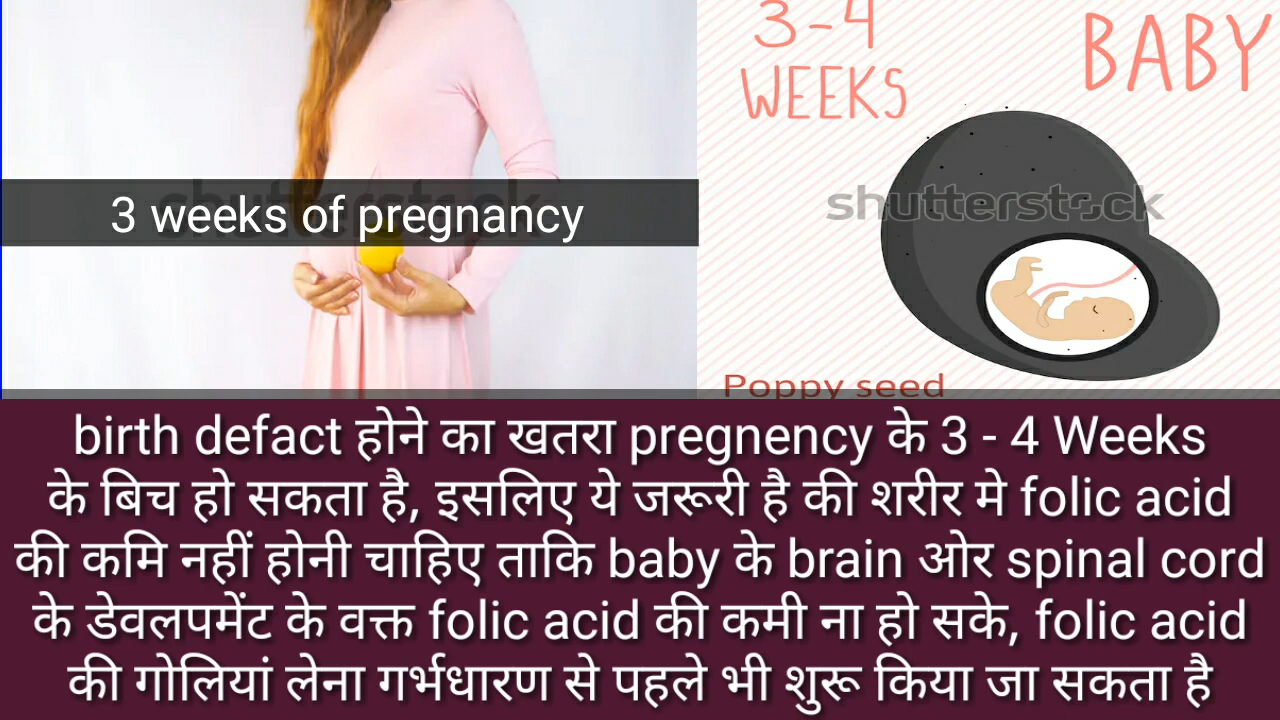 3-4
WEEKS
BABY
shutterstock
3 weeks of pregnancy
shutterstock
Poppy seed
birth defect होने का खतरा pregnency के 3 - 4 Weeks
के बिच हो सकता है, इसलिए ये जरूरी है की शरीर मे folic acid
की कमि नहीं होनी चाहिए ताकि baby के brain ओर spinal cord
के डेवलपमेंट के वक्त folic acid की कमी ना हो सके, folic acid
की गोलियां लेना गर्भधारण से पहले भी शुरू किया जा सकता है